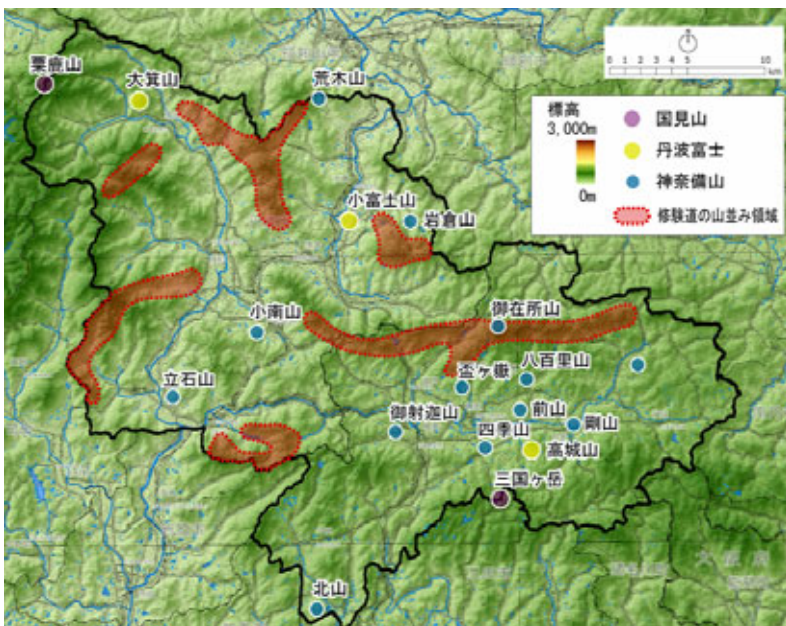 粟鹿山
大箕山
荒木山
0 1 2 3 4 5 10
km
標高
3,000m
0m
国見山
丹波富士
神奈備山
修験道の山並み領域
小富士山
岩倉山
小南山
御在所山
立石山
盃ヶ嶽
八百里山
御射迦山
前山
四季山
剛山
高城山
三国ヶ岳
北山